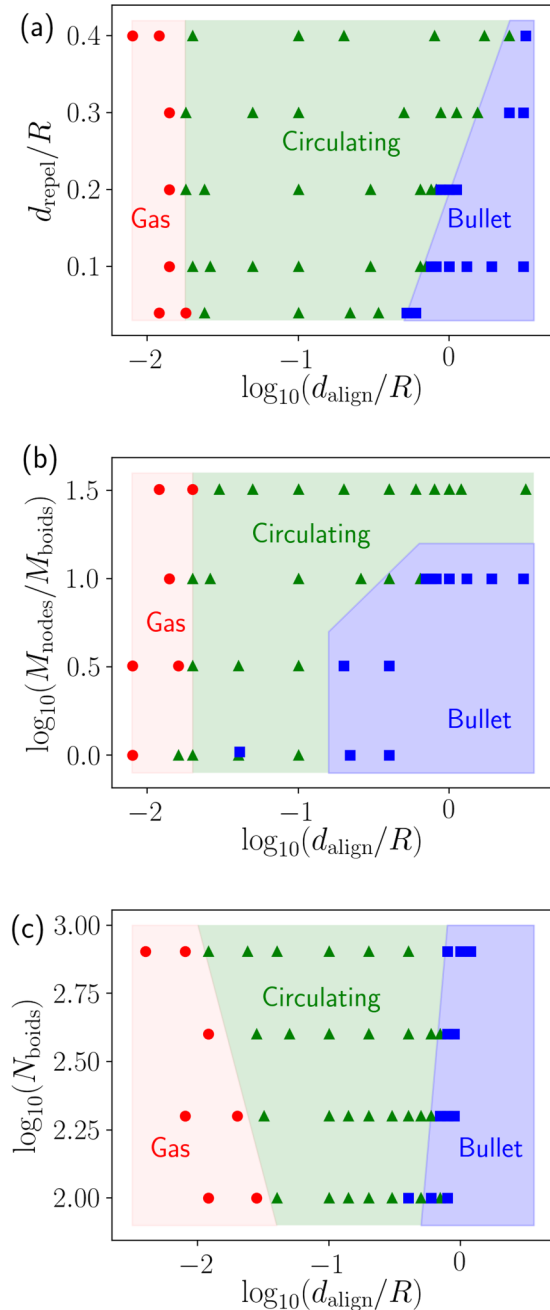 (a)
0.4
0.3
0.2
0.1
d_repel/R
Circulating
Gas
Bullet
−2
−1
0
log₁₀(d_align/R)
(b)
1.5
1.0
0.5
0.0
log₁₀(M_nodes/M_boids)
Circulating
Gas
Bullet
−2
−1
0
log₁₀(d_align/R)
(c)
3.00
2.75
2.50
2.25
2.00
log₁₀(N_boids)
Circulating
Gas
Bullet
−2
−1
0
log₁₀(d_align/R)